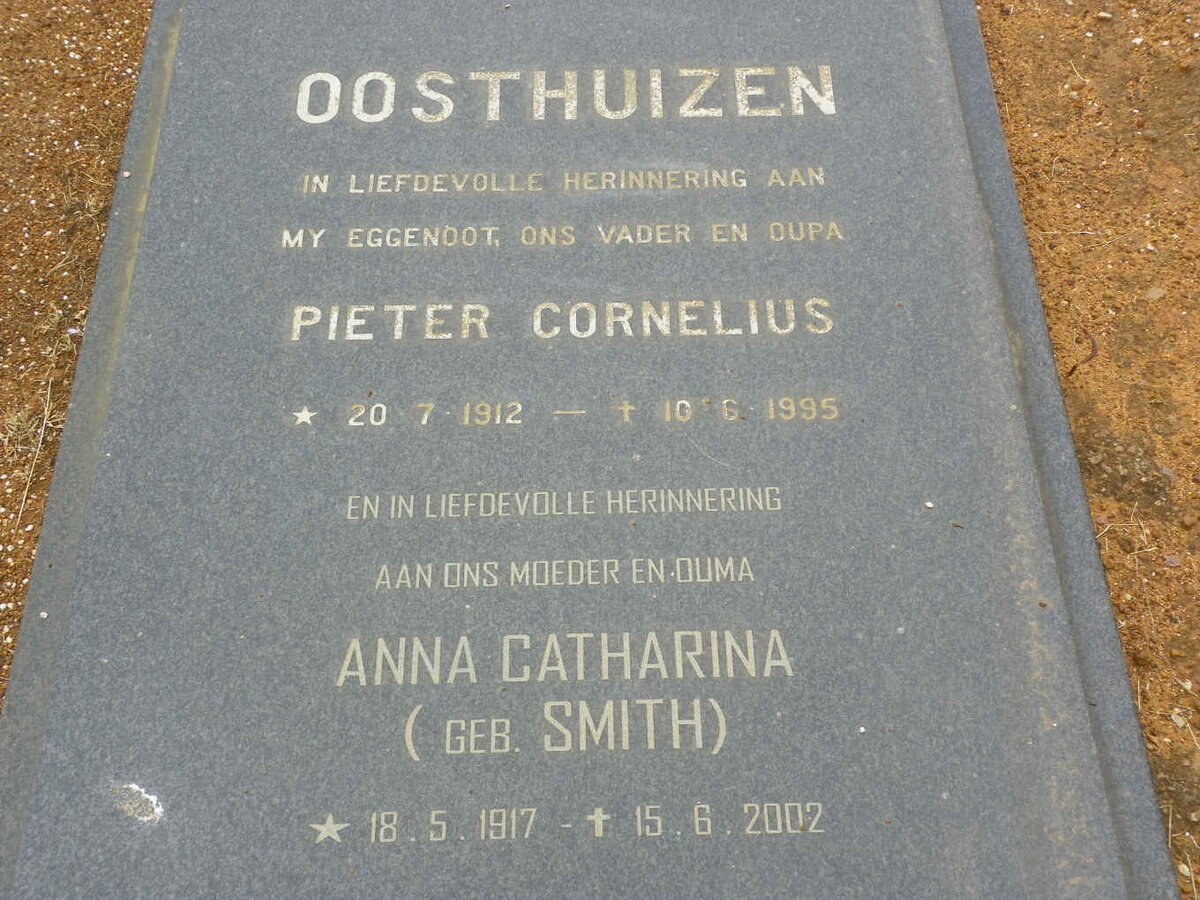 OOSTHUIZEN
IN LIEFDEVOLLE HERINNERING AAN
MY EGGENOOT, ONS VADER EN OUPA
PIETER CORNELIUS
★ 20 · 7 · 1912 — ✝ 10 · 6 · 1995
EN IN LIEFDEVOLLE HERINNERING
AAN ONS MOEDER EN OUMA
ANNA CATHARINA
( GEB. SMITH)
★ 18 . 5 . 1917 - ✝ 15 . 6 . 2002